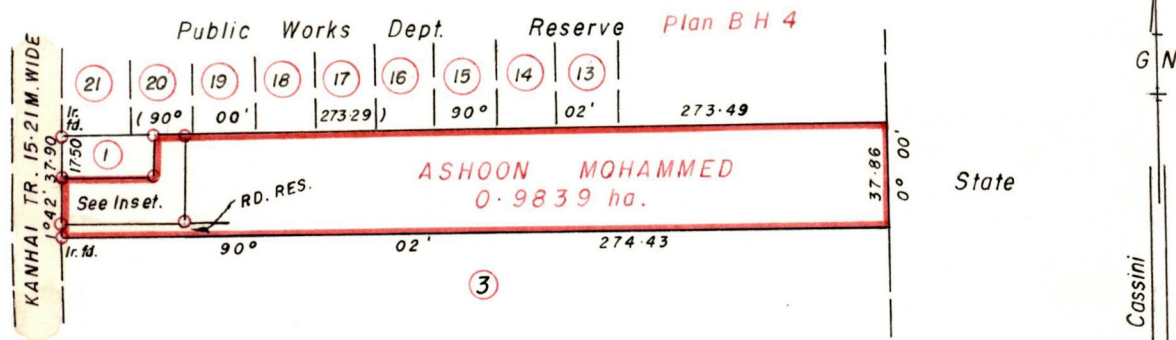 Public Works Dept. Reserve Plan B H 4
G N
21 20 19 18 17 16 15 14 13
Ir. fd. (90° 00' 273·29) 90° 02' 273·49
KANHAI TR. 15·21 M. WIDE
1°42' 37·90
17·50
1
ASHOON MOHAMMED
0·9839 ha.
37·86
0° 00'
State
See Inset.
RD. RES.
Ir. fd. 90° 02' 274·43
3
Cassini